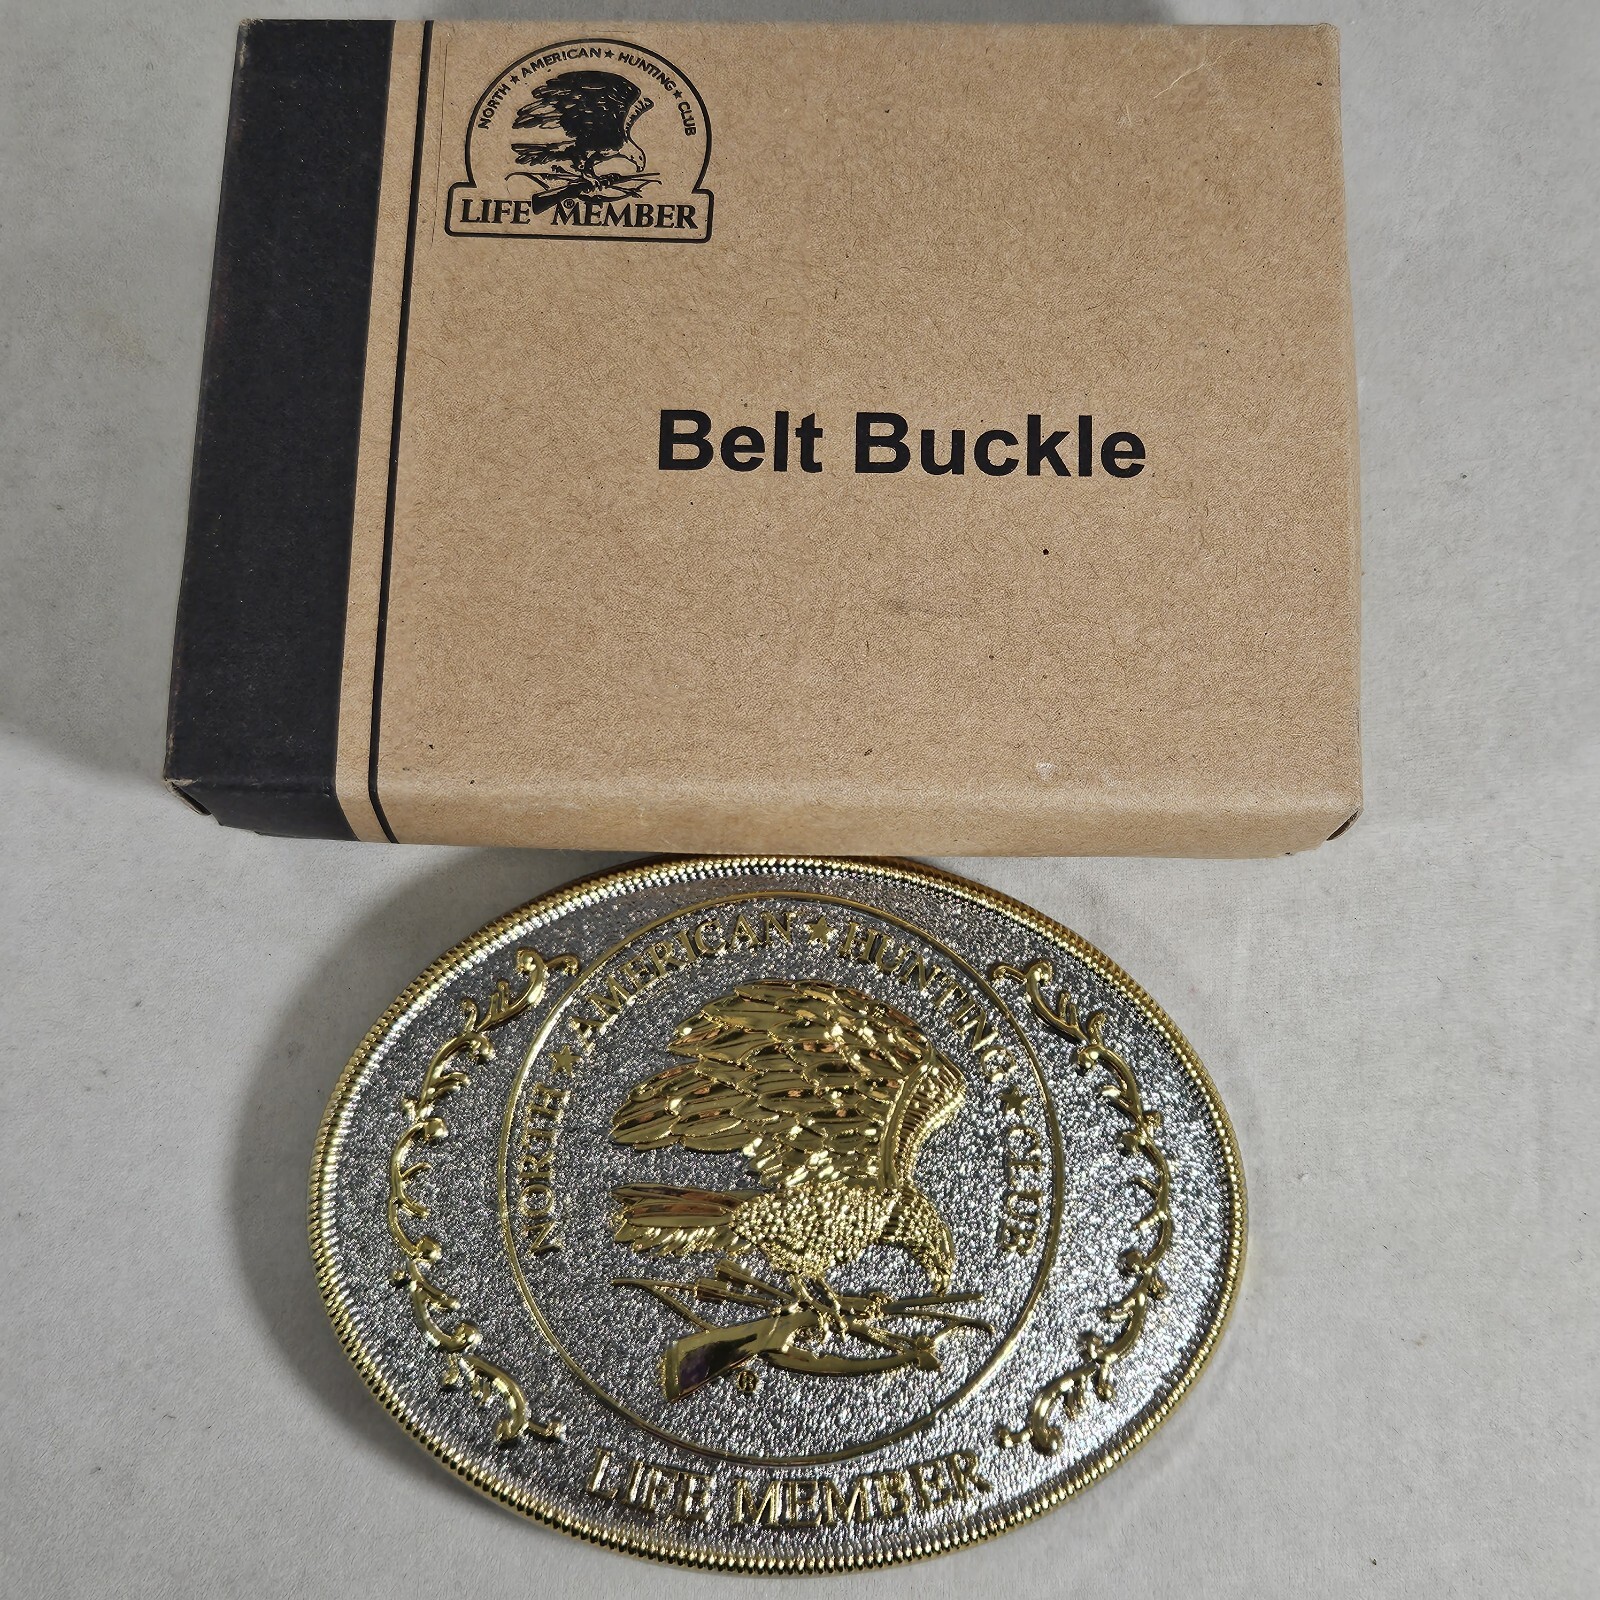 NORTH ★ AMERICAN ★ HUNTING ★ CLUB
LIFE ® MEMBER
Belt Buckle
NORTH ★ AMERICAN ★ HUNTING ★ CLUB
®
LIFE MEMBER